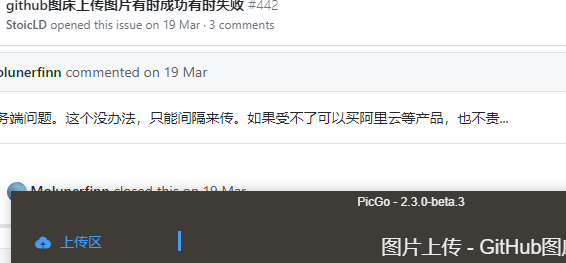 github图床上传图片有时成功有时失败 #442
StoicLD opened this issue on 19 Mar · 3 comments
olunerfinn commented on 19 Mar
务端问题。这个没办法，只能间隔来传。如果受不了可以买阿里云等产品，也不贵...
Molunerfinn closed this on 19 Mar
PicGo - 2.3.0-beta.3
上传区
图片上传 - GitHub图床